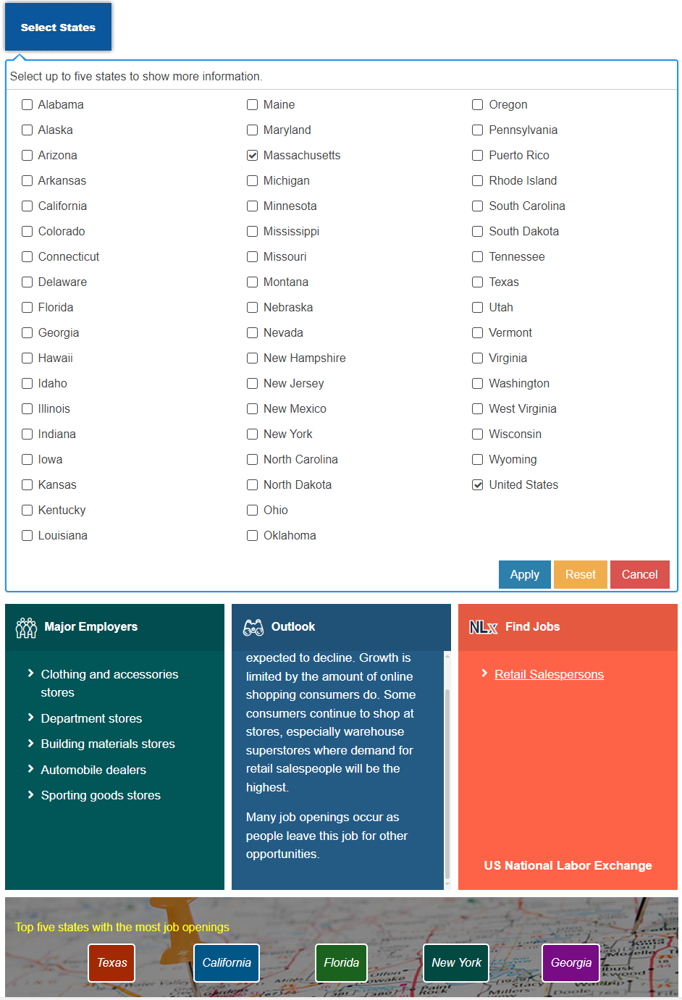 Select States
Select up to five states to show more information.
Alabama
Alaska
Arizona
Arkansas
California
Colorado
Connecticut
Delaware
Florida
Georgia
Hawaii
Idaho
Illinois
Indiana
Iowa
Kansas
Kentucky
Louisiana
Maine
Maryland
Massachusetts
Michigan
Minnesota
Mississippi
Missouri
Montana
Nebraska
Nevada
New Hampshire
New Jersey
New Mexico
New York
North Carolina
North Dakota
Ohio
Oklahoma
Oregon
Pennsylvania
Puerto Rico
Rhode Island
South Carolina
South Dakota
Tennessee
Texas
Utah
Vermont
Virginia
Washington
West Virginia
Wisconsin
Wyoming
United States
Apply
Reset
Cancel
Major Employers
Clothing and accessories
stores
Department stores
Building materials stores
Automobile dealers
Sporting goods stores
Outlook
expected to decline. Growth is
limited by the amount of online
shopping consumers do. Some
consumers continue to shop at
stores, especially warehouse
superstores where demand for
retail salespeople will be the
highest.
Many job openings occur as
people leave this job for other
opportunities.
NLx Find Jobs
Retail Salespersons
US National Labor Exchange
Top five states with the most job openings
Texas
California
Florida
New York
Georgia